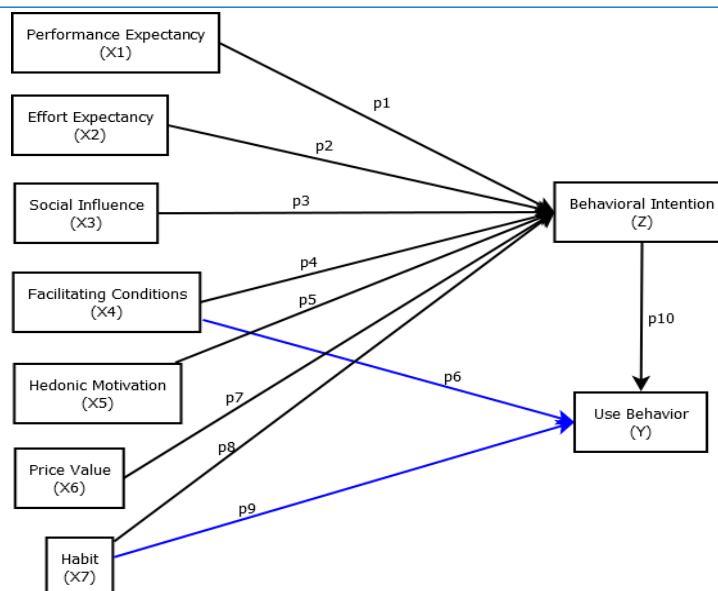 Performance Expectancy
(X1)
p1
Effort Expectancy
(X2)
p2
Social Influence
(X3)
p3
Behavioral Intention
(Z)
Facilitating Conditions
(X4)
p4
p5
p10
Hedonic Motivation
(X5)
p6
p7
Use Behavior
(Y)
Price Value
(X6)
p8
p9
Habit
(X7)